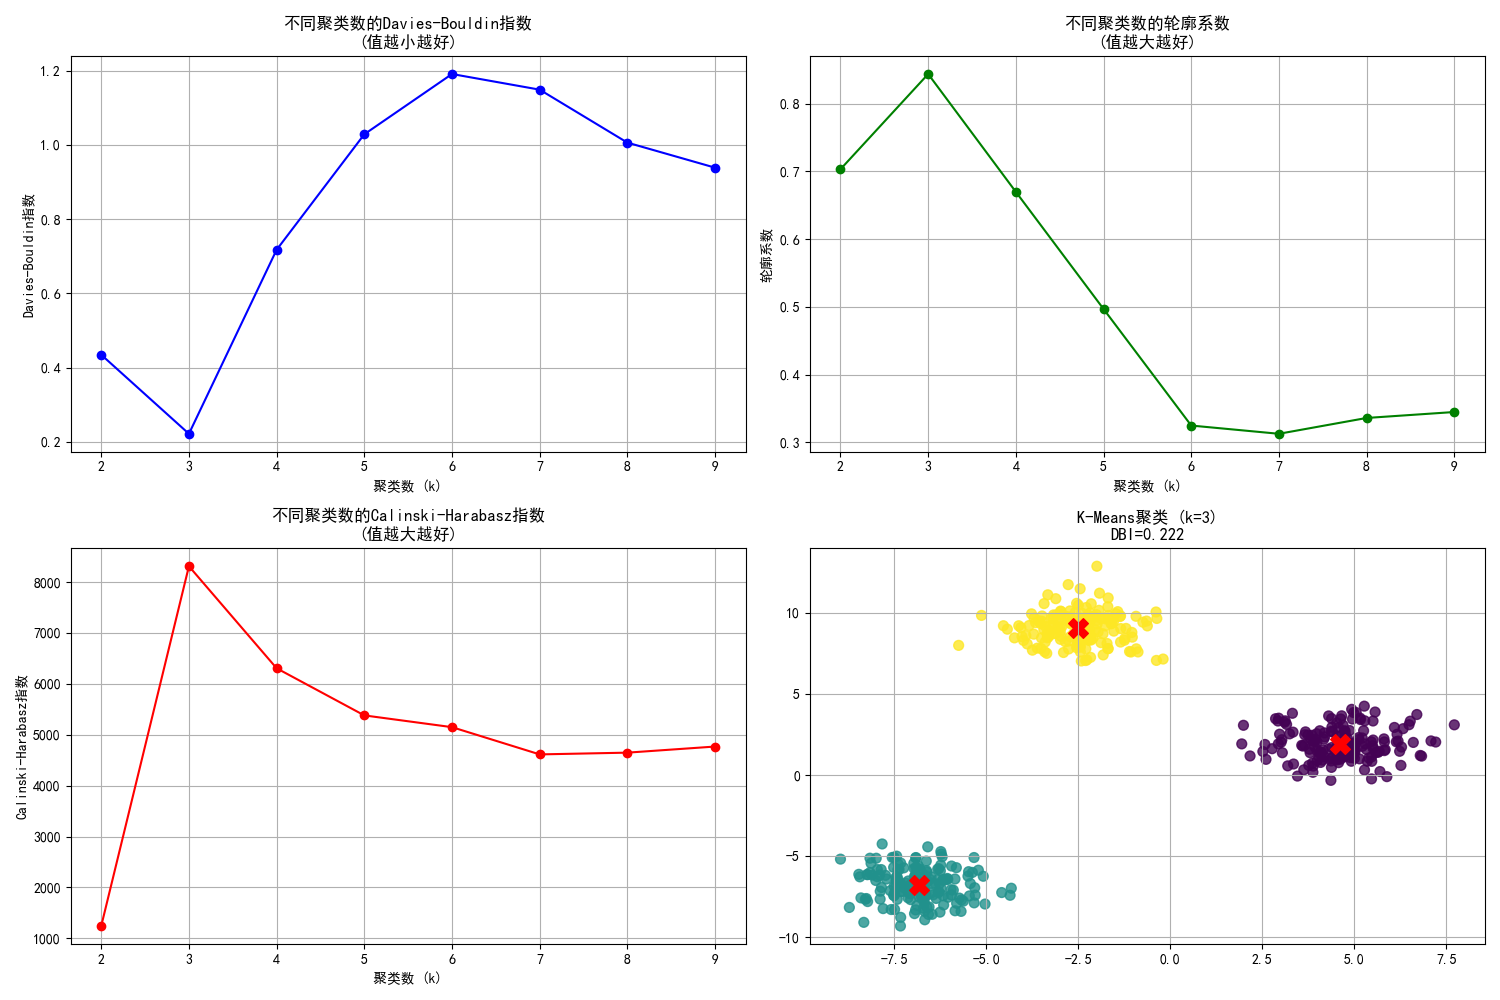 不同聚类数的Davies-Bouldin指数
(值越小越好)
1.2
1.0
0.8
0.6
0.4
0.2
Davies-Bouldin指数
2 3 4 5 6 7 8 9
聚类数 (k)
不同聚类数的轮廓系数
(值越大越好)
0.8
0.7
0.6
0.5
0.4
0.3
轮廓系数
2 3 4 5 6 7 8 9
聚类数 (k)
不同聚类数的Calinski-Harabasz指数
(值越大越好)
8000
7000
6000
5000
4000
3000
2000
1000
Calinski-Harabasz指数
2 3 4 5 6 7 8 9
聚类数 (k)
K-Means聚类 (k=3)
DBI=0.222
10
5
0
-5
-10
-7.5 -5.0 -2.5 0.0 2.5 5.0 7.5